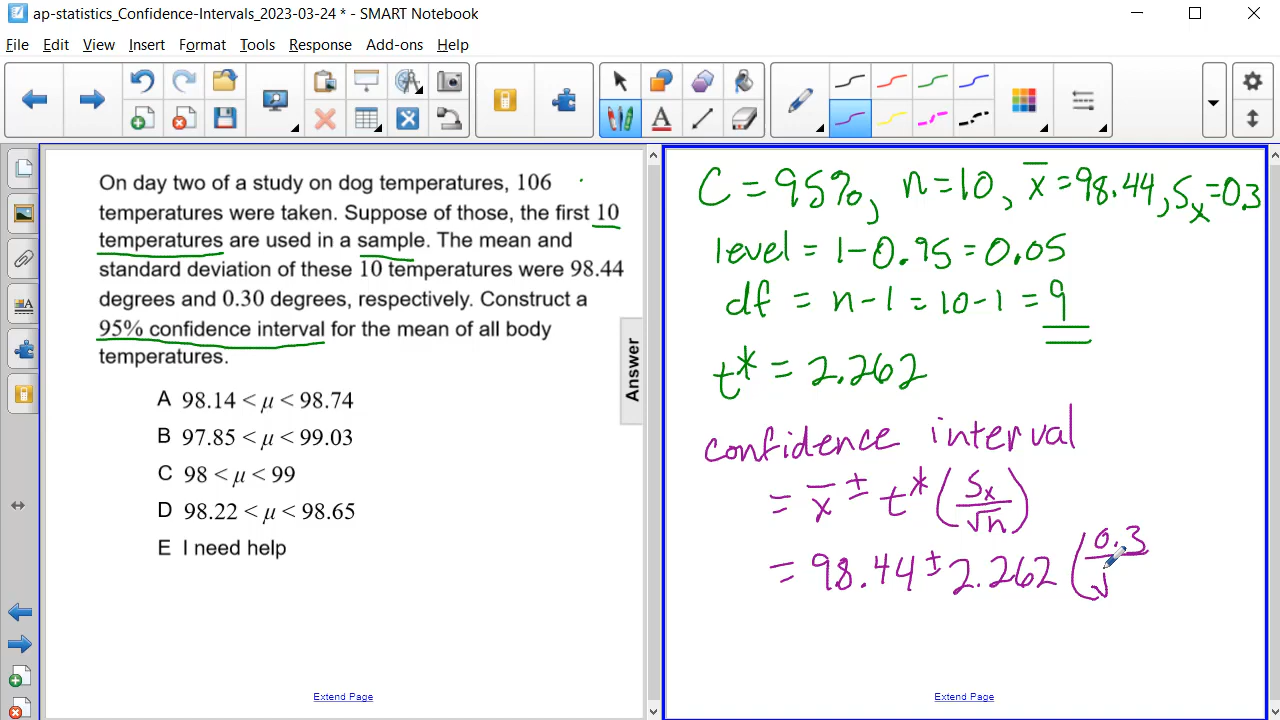 ap-statistics_Confidence-Intervals_2023-03-24 * - SMART Notebook
File Edit View Insert Format Tools Response Add-ons Help
On day two of a study on dog temperatures, 106
temperatures were taken. Suppose of those, the first 10
temperatures are used in a sample. The mean and
standard deviation of these 10 temperatures were 98.44
degrees and 0.30 degrees, respectively. Construct a
95% confidence interval for the mean of all body
temperatures.
A 98.14 < μ < 98.74
B 97.85 < μ < 99.03
C 98 < μ < 99
D 98.22 < μ < 98.65
E I need help
Extend Page
Answer
C = 95%, n = 10, x̅ = 98.44, Sx = 0.3
level = 1 - 0.95 = 0.05
df = n - 1 = 10 - 1 = 9
t* = 2.262
confidence interval
= x̅ ± t* (Sx/√n)
= 98.44 ± 2.262 (0.3/√
Extend Page